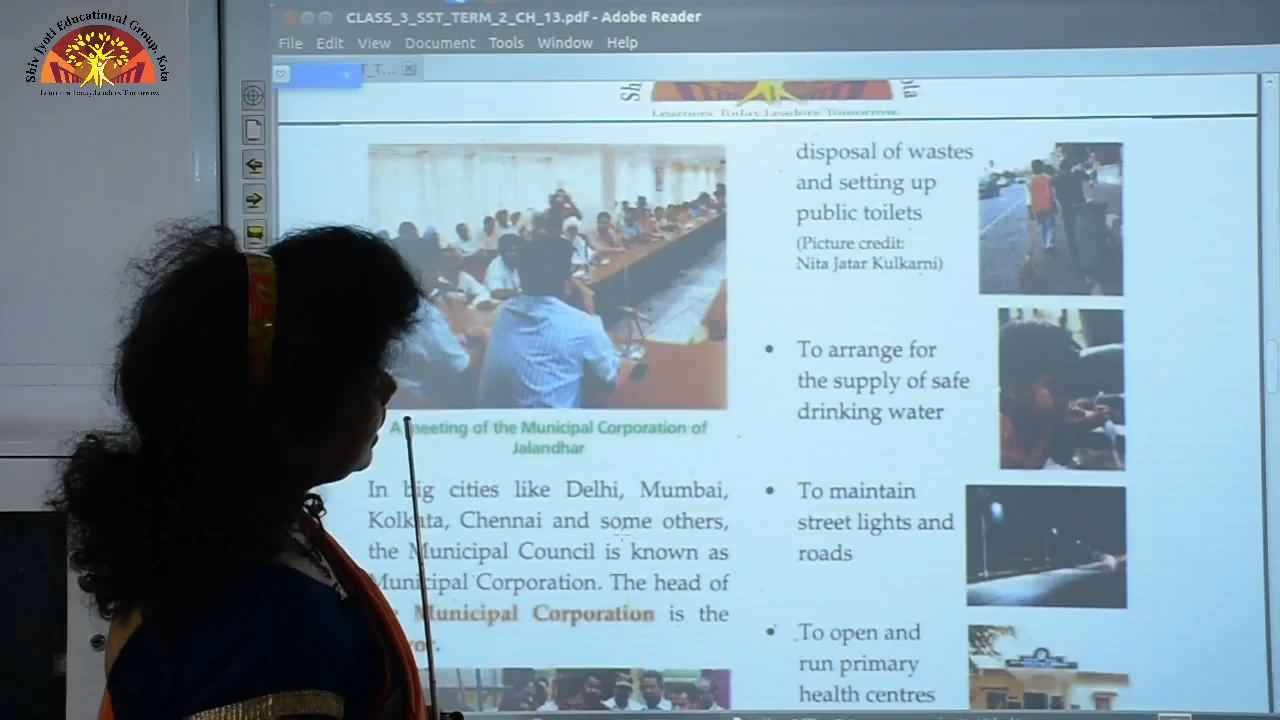 Shiv Jyoti Educational Group, Kota
Learners Today Leaders Tomorrow
CLASS_3_SST_TERM_2_CH_13.pdf - Adobe Reader
File Edit View Document Tools Window Help
Learners Today Leaders Tomorrow
A meeting of the Municipal Corporation of
Jalandhar
In big cities like Delhi, Mumbai,
Kolkata, Chennai and some others,
the Municipal Council is known as
Municipal Corporation. The head of
Municipal Corporation is the
disposal of wastes
and setting up
public toilets
(Picture credit:
Nita Jatar Kulkarni)
• To arrange for
the supply of safe
drinking water
• To maintain
street lights and
roads
• To open and
run primary
health centres